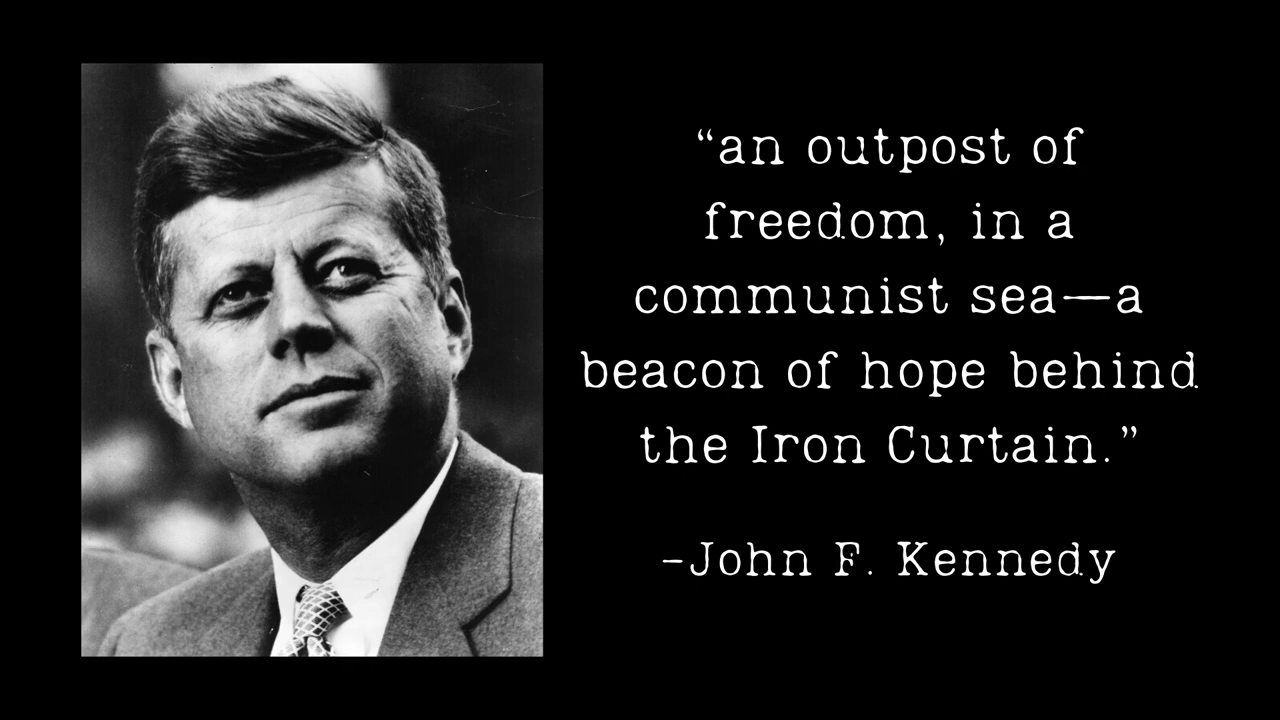 “an outpost of
freedom, in a
communist sea—a
beacon of hope behind
the Iron Curtain.”
-John F. Kennedy